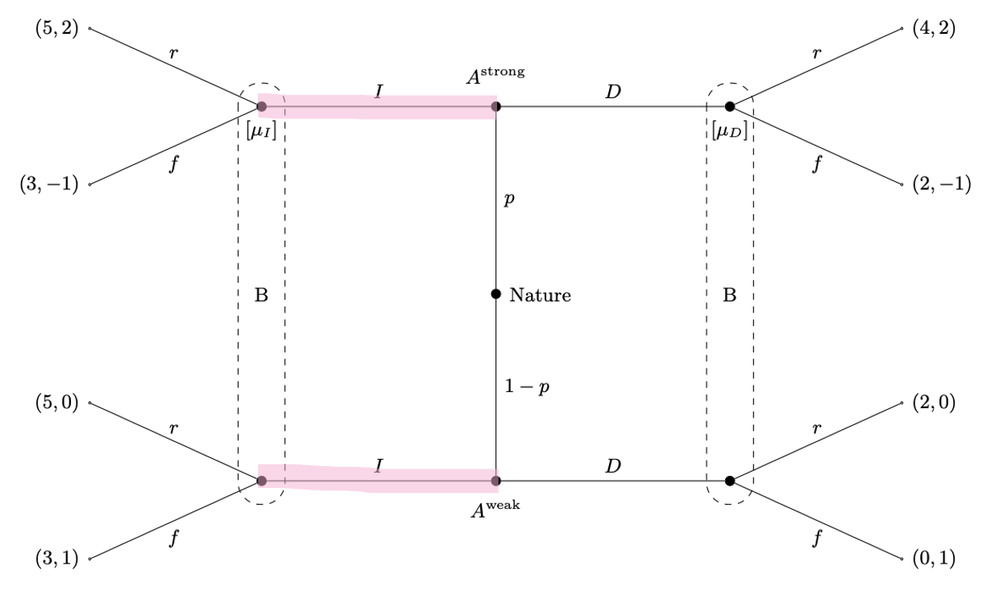 (5, 2)
(4, 2)
r
r
A^strong
I
D
[μ_I]
[μ_D]
f
f
(3, −1)
(2, −1)
p
B
Nature
B
1 − p
(5, 0)
(2, 0)
r
r
I
D
A^weak
f
f
(3, 1)
(0, 1)